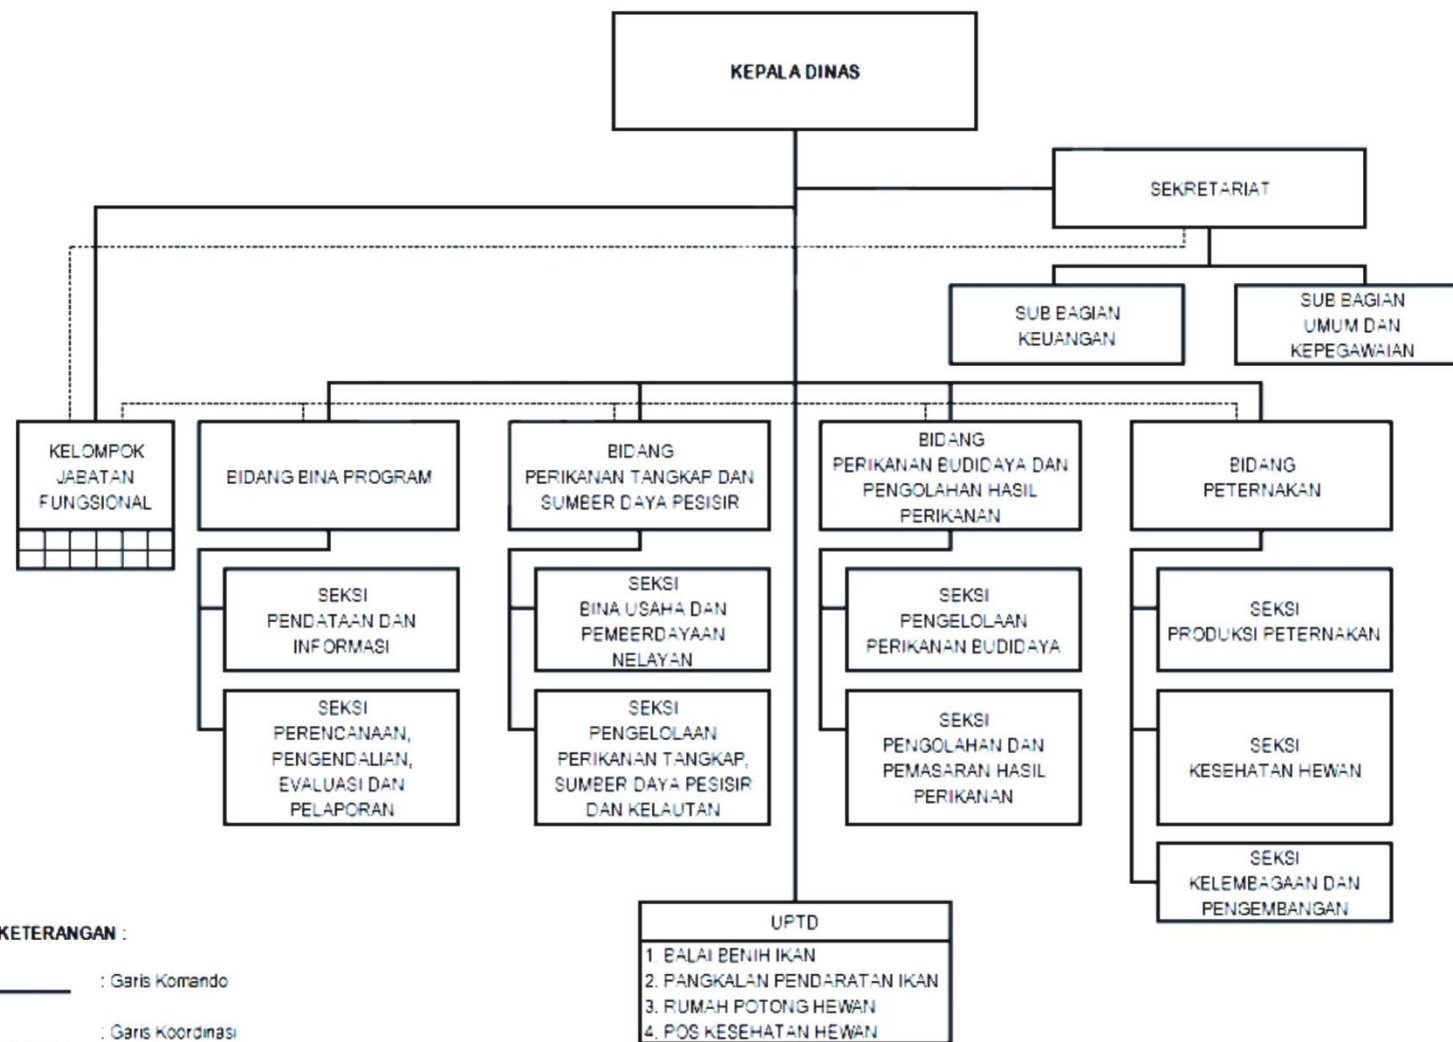 KEPALA DINAS
SEKRETARIAT
SUB BAGIAN
KEUANGAN
SUB BAGIAN
UMUM DAN
KEPEGAWAIAN
KELOMPOK
JABATAN
FUNGSIONAL
BIDANG BINA PROGRAM
BIDANG
PERIKANAN TANGKAP DAN
SUMBER DAYA PESISIR
BIDANG
PERIKANAN BUDIDAYA DAN
PENGOLAHAN HASIL
PERIKANAN
BIDANG
PETERNAKAN
SEKSI
PENDATAAN DAN
INFORMASI
SEKSI
BINA USAHA DAN
PEMBERDAYAAN
NELAYAN
SEKSI
PENGELOLAAN
PERIKANAN BUDIDAYA
SEKSI
PRODUKSI PETERNAKAN
SEKSI
PERENCANAAN,
PENGENDALIAN,
EVALUASI DAN
PELAPORAN
SEKSI
PENGELOLAAN
PERIKANAN TANGKAP,
SUMBER DAYA PESISIR
DAN KELAUTAN
SEKSI
PENGOLAHAN DAN
PEMASARAN HASIL
PERIKANAN
SEKSI
KESEHATAN HEWAN
SEKSI
KELEMBAGAAN DAN
PENGEMBANGAN
UPTD
1. BALAI BENIH IKAN
2. PANGKALAN PENDARATAN IKAN
3. RUMAH POTONG HEWAN
4. POS KESEHATAN HEWAN
KETERANGAN :
: Garis Komando
: Garis Koordinasi